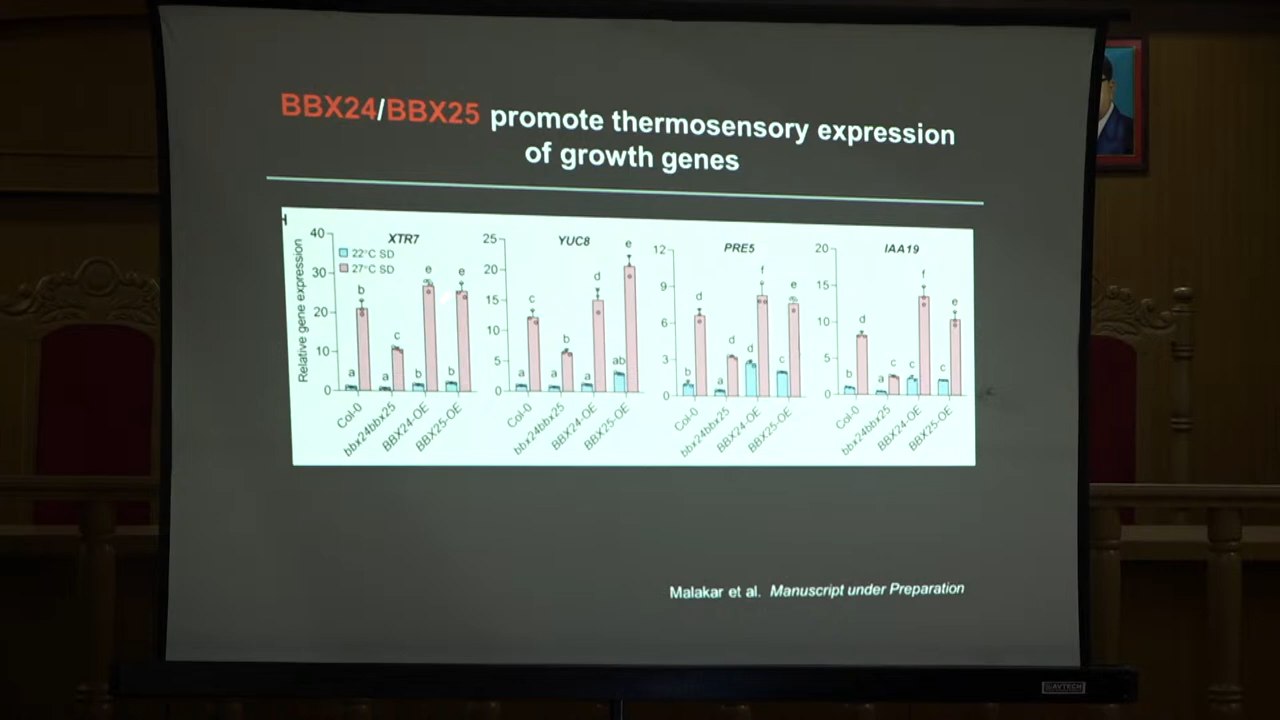 BBX24/BBX25 promote thermosensory expression
of growth genes
H
Relative gene expression
XTR7
22°C SD
27°C SD
40
30
20
10
0
a
b
a
c
b
e
b
e
Col-0
bbx24bbx25
BBX24-OE
BBX25-OE
YUC8
25
20
15
10
5
0
a
c
a
b
a
d
ab
e
Col-0
bbx24bbx25
BBX24-OE
BBX25-OE
PRE5
12
9
6
3
0
b
d
a
d
d
f
c
e
Col-0
bbx24bbx25
BBX24-OE
BBX25-OE
IAA19
20
15
10
5
0
b
d
a
c
c
f
c
e
Col-0
bbx24bbx25
BBX24-OE
BBX25-OE
Malakar et al. Manuscript under Preparation
AVTECH